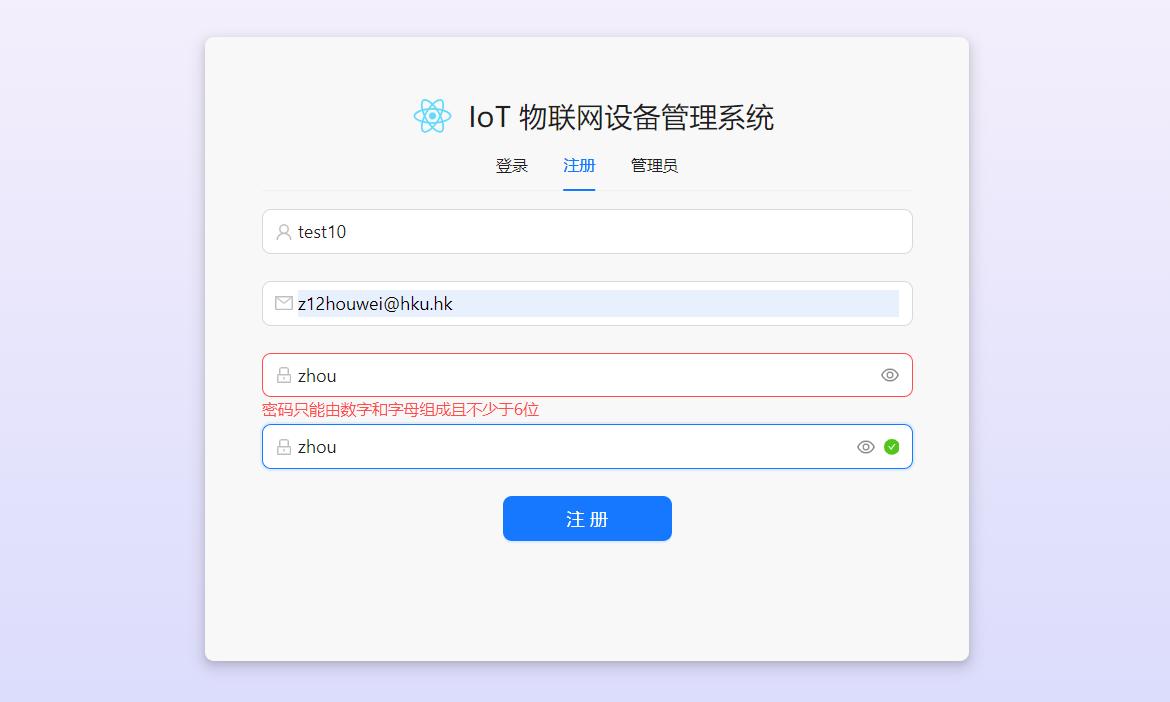 IoT 物联网设备管理系统
登录 注册 管理员
test10
z12houwei@hku.hk
zhou
密码只能由数字和字母组成且不少于6位
zhou
注 册